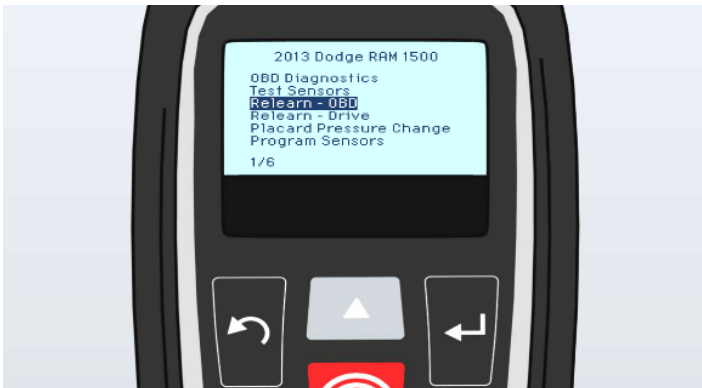 2013 Dodge RAM 1500
OBD Diagnostics
Test Sensors
Relearn - OBD
Relearn - Drive
Placard Pressure Change
Program Sensors
1/6